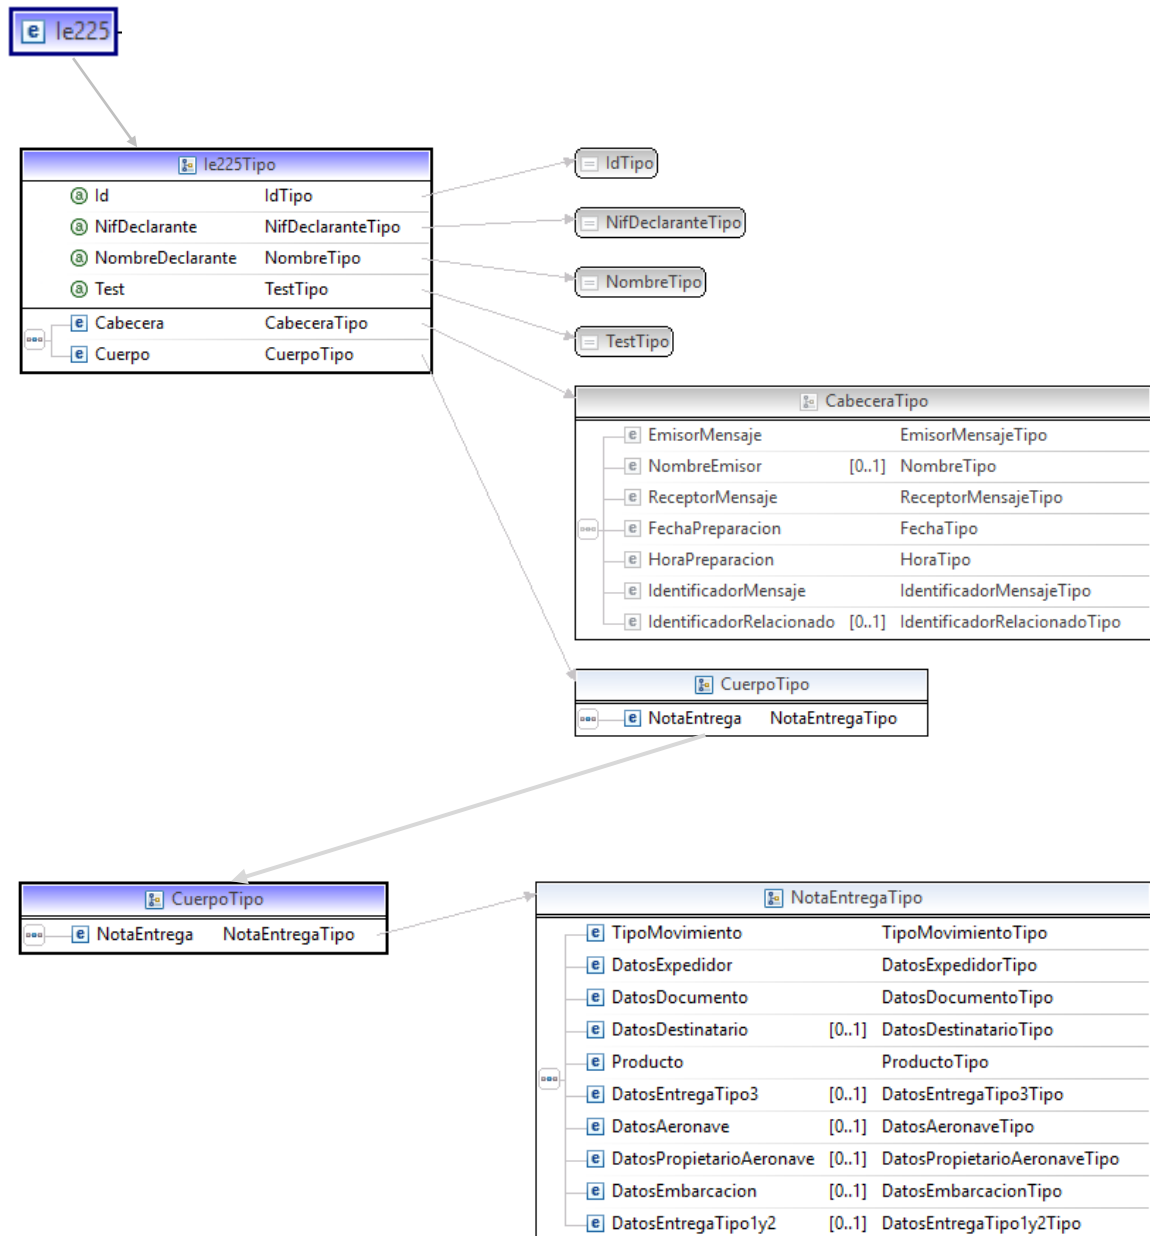 e Ie225
Ie225Tipo
a Id IdTipo
a NifDeclarante NifDeclaranteTipo
a NombreDeclarante NombreTipo
a Test TestTipo
e Cabecera CabeceraTipo
e Cuerpo CuerpoTipo
IdTipo
NifDeclaranteTipo
NombreTipo
TestTipo
CabeceraTipo
e EmisorMensaje EmisorMensajeTipo
e NombreEmisor [0..1] NombreTipo
e ReceptorMensaje ReceptorMensajeTipo
e FechaPreparacion FechaTipo
e HoraPreparacion HoraTipo
e IdentificadorMensaje IdentificadorMensajeTipo
e IdentificadorRelacionado [0..1] IdentificadorRelacionadoTipo
CuerpoTipo
e NotaEntrega NotaEntregaTipo
CuerpoTipo
e NotaEntrega NotaEntregaTipo
NotaEntregaTipo
e TipoMovimiento TipoMovimientoTipo
e DatosExpedidor DatosExpedidorTipo
e DatosDocumento DatosDocumentoTipo
e DatosDestinatario [0..1] DatosDestinatarioTipo
e Producto ProductoTipo
e DatosEntregaTipo3 [0..1] DatosEntregaTipo3Tipo
e DatosAeronave [0..1] DatosAeronaveTipo
e DatosPropietarioAeronave [0..1] DatosPropietarioAeronaveTipo
e DatosEmbarcacion [0..1] DatosEmbarcacionTipo
e DatosEntregaTipo1y2 [0..1] DatosEntregaTipo1y2Tipo